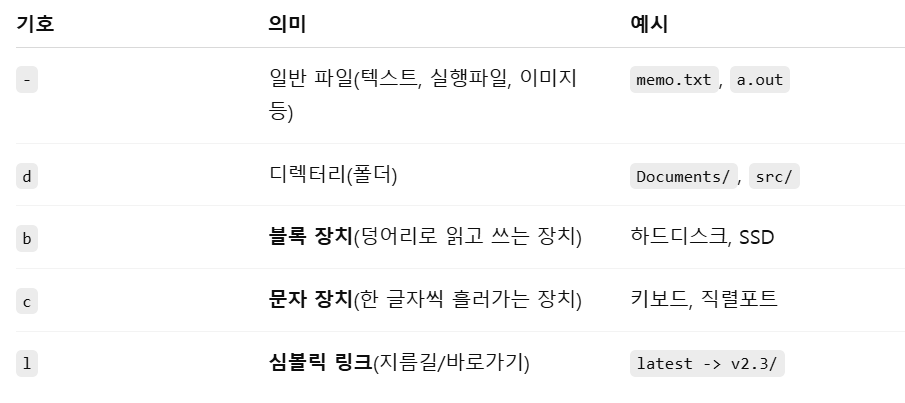 기호 의미 예시
- 일반 파일(텍스트, 실행파일, 이미지 memo.txt, a.out
등)
d 디렉터리(폴더) Documents/, src/
b 블록 장치(덩어리로 읽고 쓰는 장치) 하드디스크, SSD
c 문자 장치(한 글자씩 흘러가는 장치) 키보드, 직렬포트
l 심볼릭 링크(지름길/바로가기) latest -> v2.3/